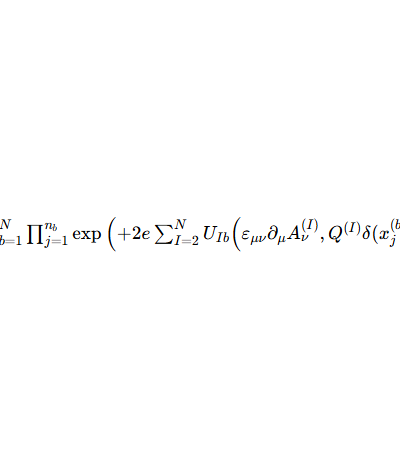 $_{b=1}^{N} \prod_{j=1}^{n_b} \exp \Big( +2e \sum_{I=2}^{N} U_{Ib} \Big( \varepsilon_{\mu\nu} \partial_\mu A_\nu^{(I)}, Q^{(I)} \delta(x_j^{(b}$